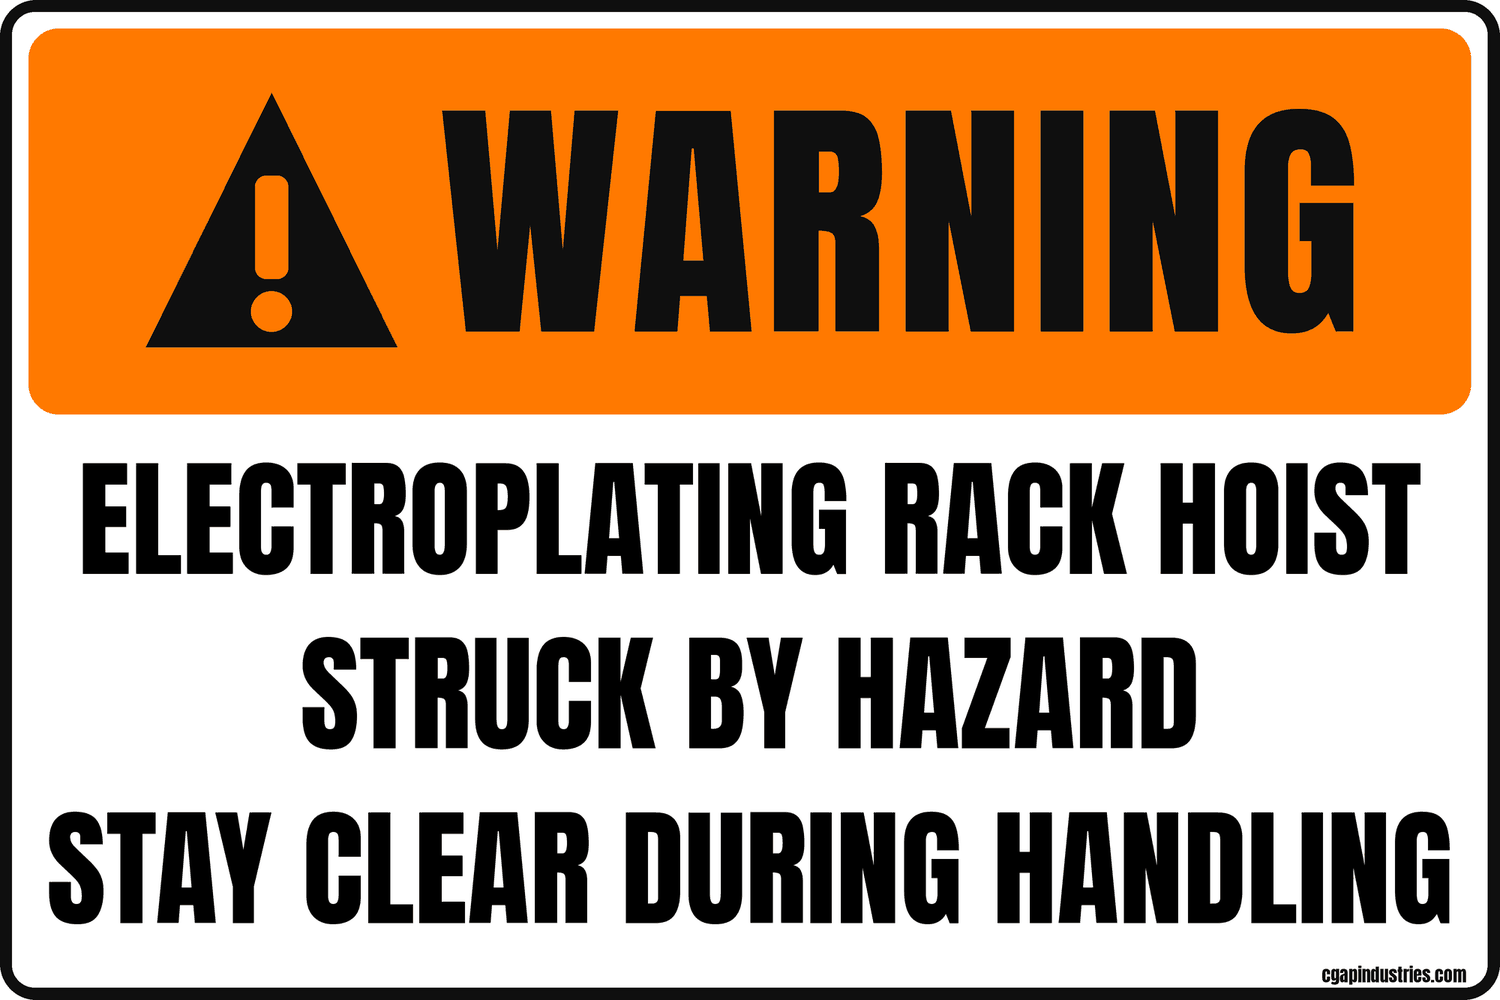 WARNING
ELECTROPLATING RACK HOIST
STRUCK BY HAZARD
STAY CLEAR DURING HANDLING
cgapindustries.com